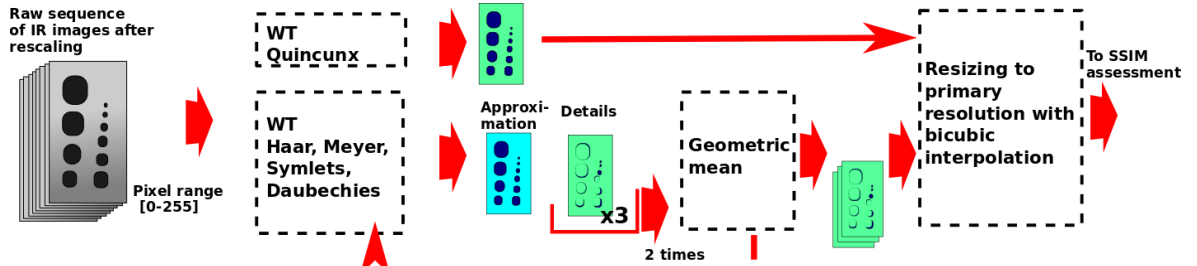 Raw sequence
of IR images after
rescaling
Pixel range
[0-255]
WT
Quincunx
WT
Haar, Meyer,
Symlets,
Daubechies
Approxi-
mation
Details
x3
2 times
Geometric
mean
Resizing to
primary
resolution with
bicubic
interpolation
To SSIM
assessment